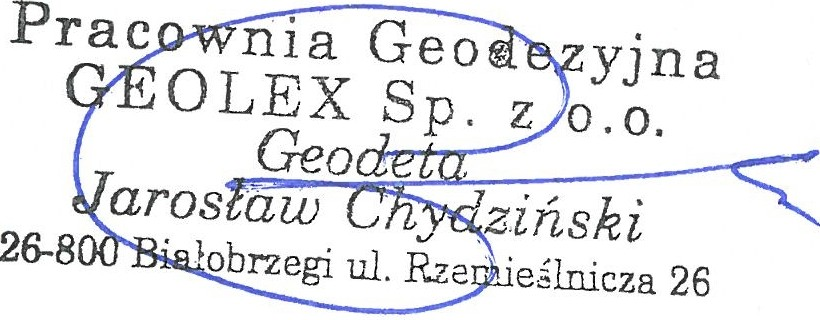 Pracownia Geodezyjna
GEOLEX Sp. z o.o.
Geodeta
Jarosław Chydziński
26-800 Białobrzegi ul. Rzemieślnicza 26